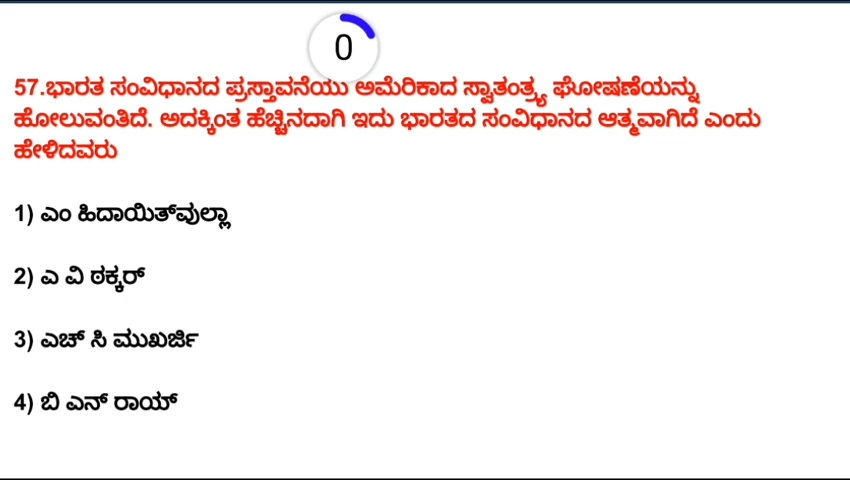 0
57.ಭಾರತ ಸಂವಿಧಾನದ ಪ್ರಸ್ತಾವನೆಯು ಅಮೆರಿಕಾದ ಸ್ವಾತಂತ್ರ್ಯ ಘೋಷಣೆಯನ್ನು
ಹೋಲುವಂತಿದೆ. ಅದಕ್ಕಿಂತ ಹೆಚ್ಚಿನದಾಗಿ ಇದು ಭಾರತದ ಸಂವಿಧಾನದ ಆತ್ಮವಾಗಿದೆ ಎಂದು
ಹೇಳಿದವರು
1) ಎಂ ಹಿದಾಯಿತ್‌ವುಲ್ಲಾ
2) ಎ ವಿ ಠಕ್ಕರ್
3) ಎಚ್ ಸಿ ಮುಖರ್ಜಿ
4) ಬಿ ಎನ್ ರಾಯ್